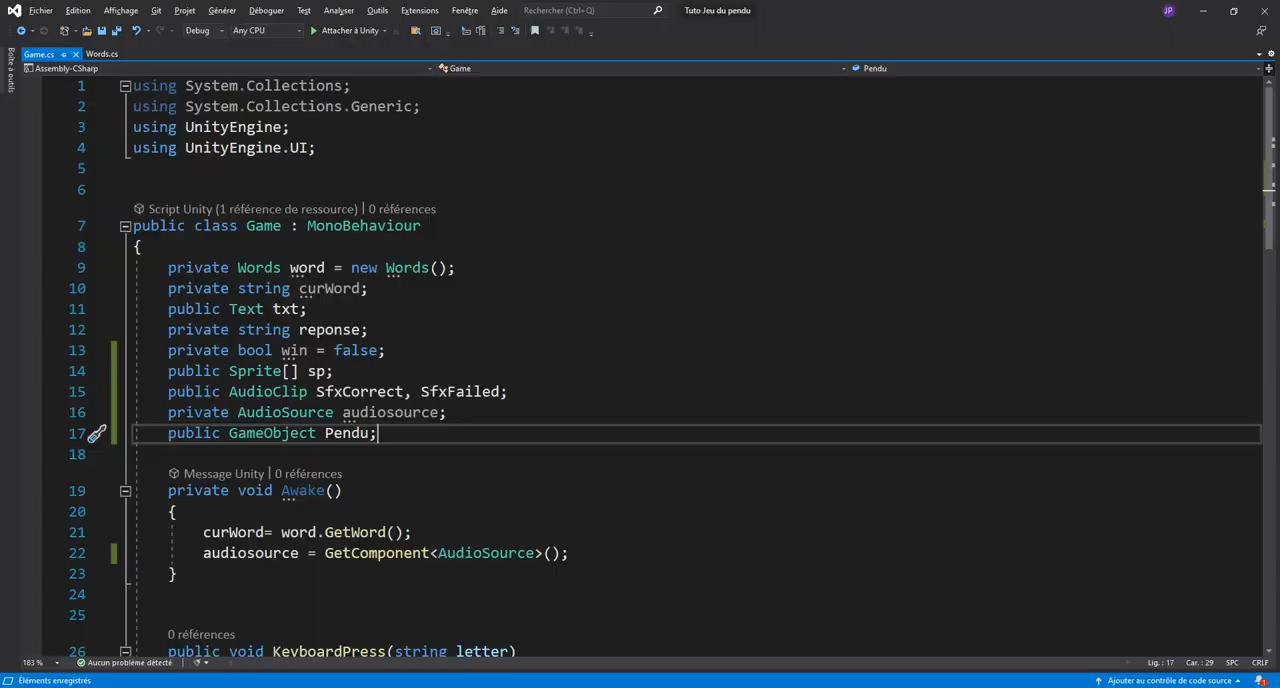 Fichier Edition Affichage Git Projet Générer Déboguer Test Analyser Outils Extensions Fenêtre Aide Rechercher (Ctrl+Q) Tuto Jeu du pendu JP
Debug Any CPU Attacher à Unity
Game.cs Words.cs
Boîte à outils
Assembly-CSharp Game Pendu
1 using System.Collections;
2 using System.Collections.Generic;
3 using UnityEngine;
4 using UnityEngine.UI;
5
6
Script Unity (1 référence de ressource) | 0 références
7 public class Game : MonoBehaviour
8 {
9 private Words word = new Words();
10 private string curWord;
11 public Text txt;
12 private string reponse;
13 private bool win = false;
14 public Sprite[] sp;
15 public AudioClip SfxCorrect, SfxFailed;
16 private AudioSource audiosource;
17 public GameObject Pendu;
18
Message Unity | 0 références
19 private void Awake()
20 {
21 curWord= word.GetWord();
22 audiosource = GetComponent<AudioSource>();
23 }
24
25
0 références
26 public void KeyboardPress(string letter)
183 % Aucun problème détecté Lig. : 17 Car. : 29 SPC CRLF
Éléments enregistrés Ajouter au contrôle de code source 1